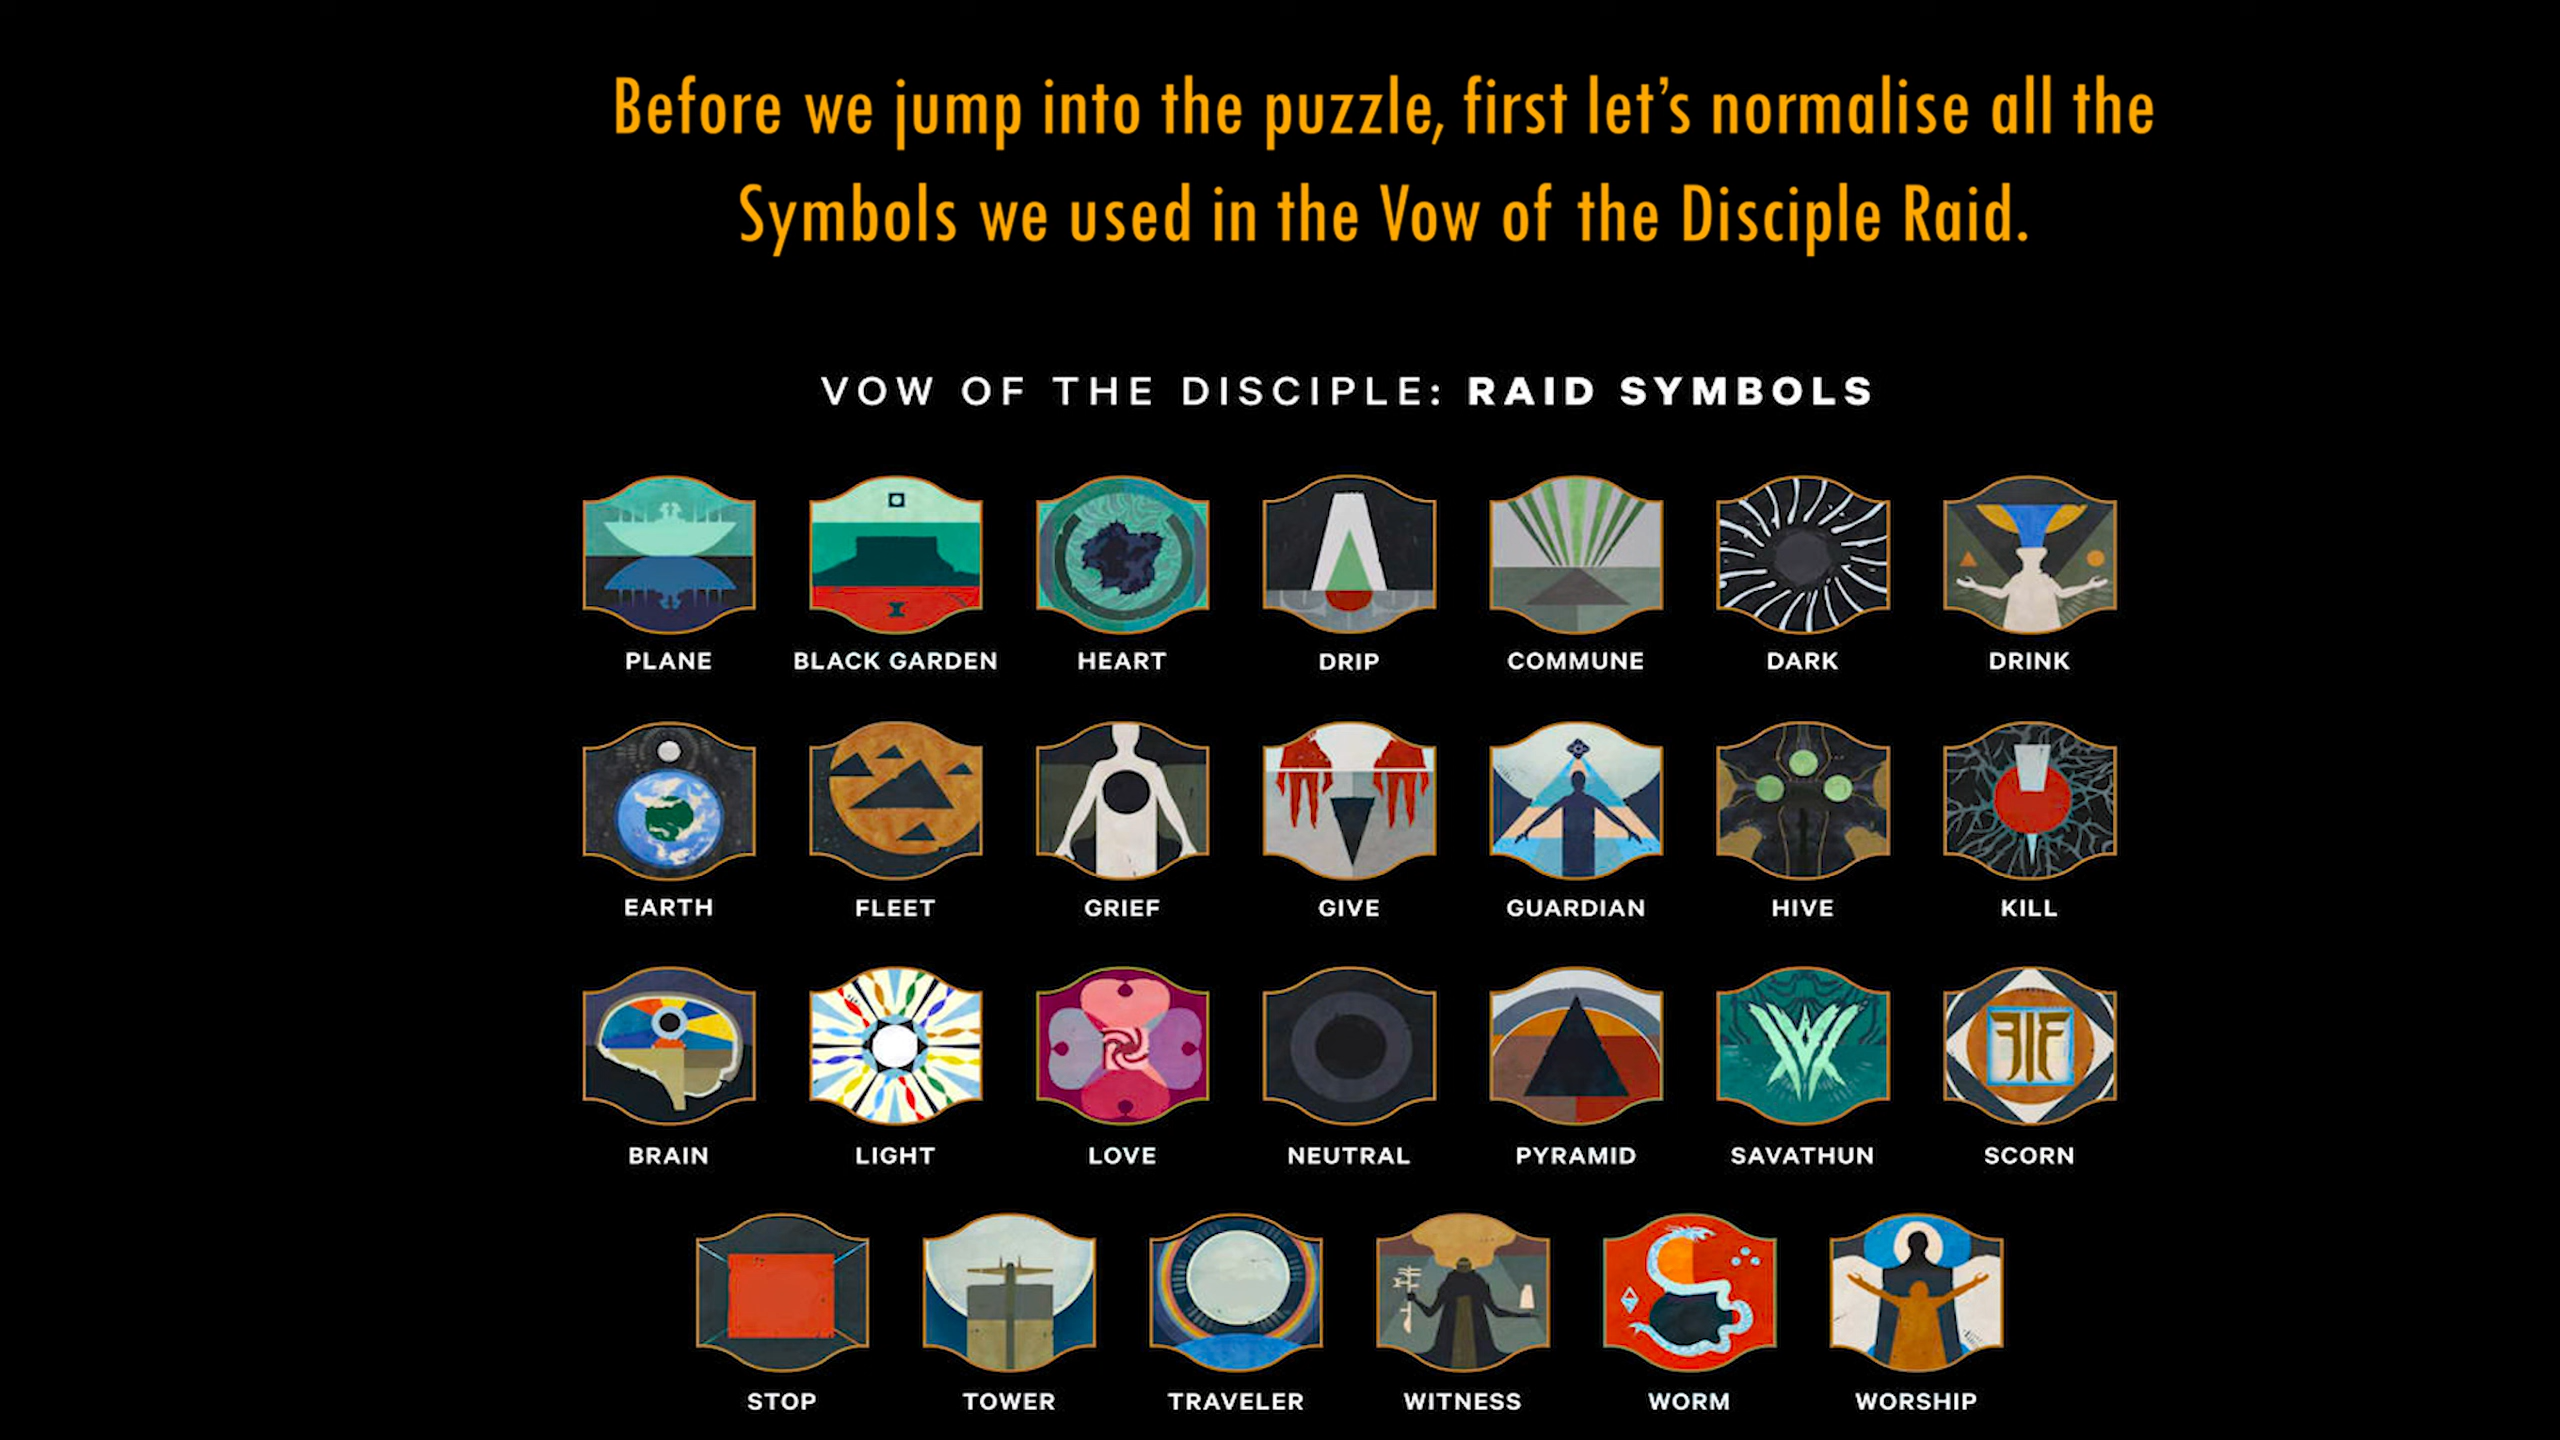 Before we jump into the puzzle, first let's normalise all the
Symbols we used in the Vow of the Disciple Raid.
VOW OF THE DISCIPLE: RAID SYMBOLS
PLANE BLACK GARDEN HEART DRIP COMMUNE DARK DRINK
EARTH FLEET GRIEF GIVE GUARDIAN HIVE KILL
BRAIN LIGHT LOVE NEUTRAL PYRAMID SAVATHUN SCORN
STOP TOWER TRAVELER WITNESS WORM WORSHIP